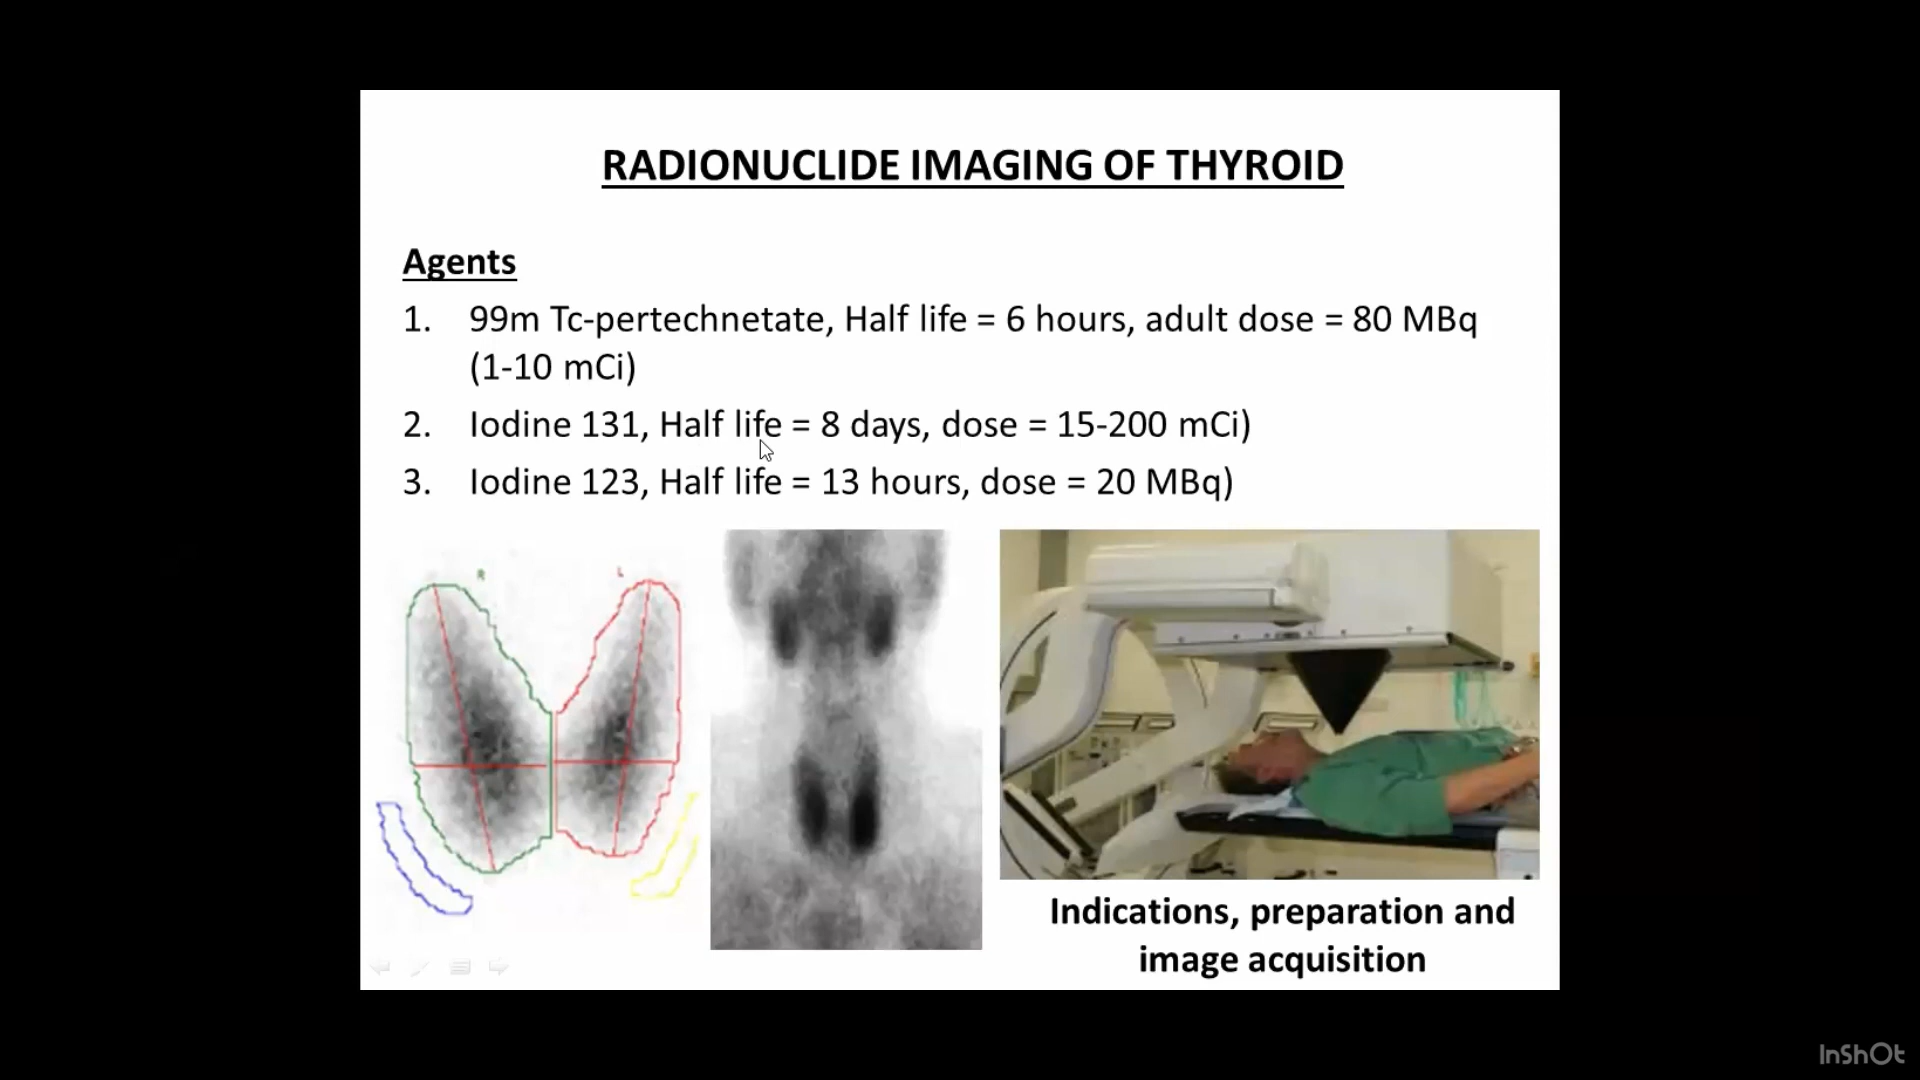 RADIONUCLIDE IMAGING OF THYROID
Agents
1. 99m Tc-pertechnetate, Half life = 6 hours, adult dose = 80 MBq
(1-10 mCi)
2. Iodine 131, Half life = 8 days, dose = 15-200 mCi)
3. Iodine 123, Half life = 13 hours, dose = 20 MBq)
R L
Indications, preparation and
image acquisition
InShOt